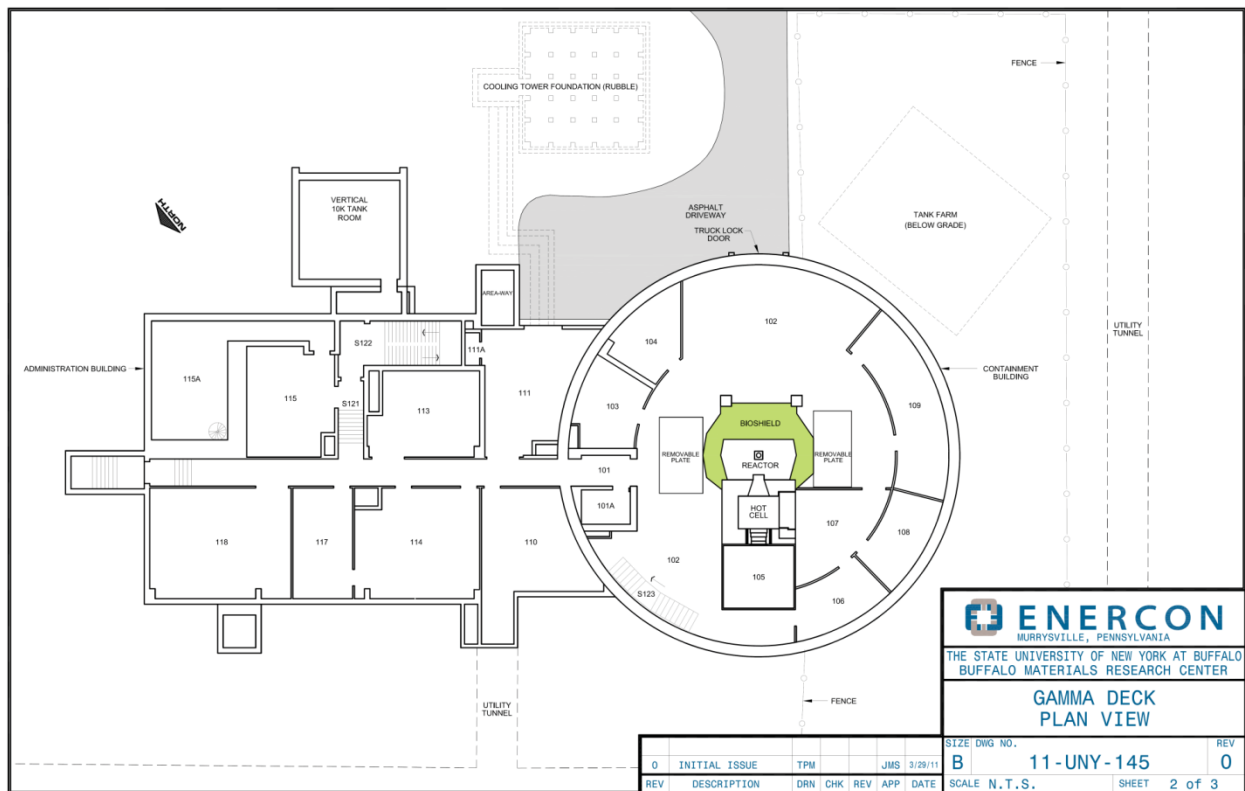 COOLING TOWER FOUNDATION (RUBBLE)
FENCE
NORTH
VERTICAL
10K TANK
ROOM
ASPHALT
DRIVEWAY
TRUCK LOCK
DOOR
TANK FARM
(BELOW GRADE)
AREA-WAY
UTILITY
TUNNEL
102
104
S122
111A
ADMINISTRATION BUILDING
115A
115
S121
113
111
103
109
CONTAINMENT
BUILDING
BIOSHIELD
REMOVABLE
PLATE
REACTOR
REMOVABLE
PLATE
101
101A
HOT
CELL
107
108
118
117
114
110
102
105
106
S123
UTILITY
TUNNEL
FENCE
ENERCON
MURRYSVILLE, PENNSYLVANIA
THE STATE UNIVERSITY OF NEW YORK AT BUFFALO
BUFFALO MATERIALS RESEARCH CENTER
GAMMA DECK
PLAN VIEW
SIZE DWG NO. REV
B 11-UNY-145 0
SCALE N.T.S. SHEET 2 of 3
0 INITIAL ISSUE TPM JMS 3/29/11
REV DESCRIPTION DRN CHK REV APP DATE